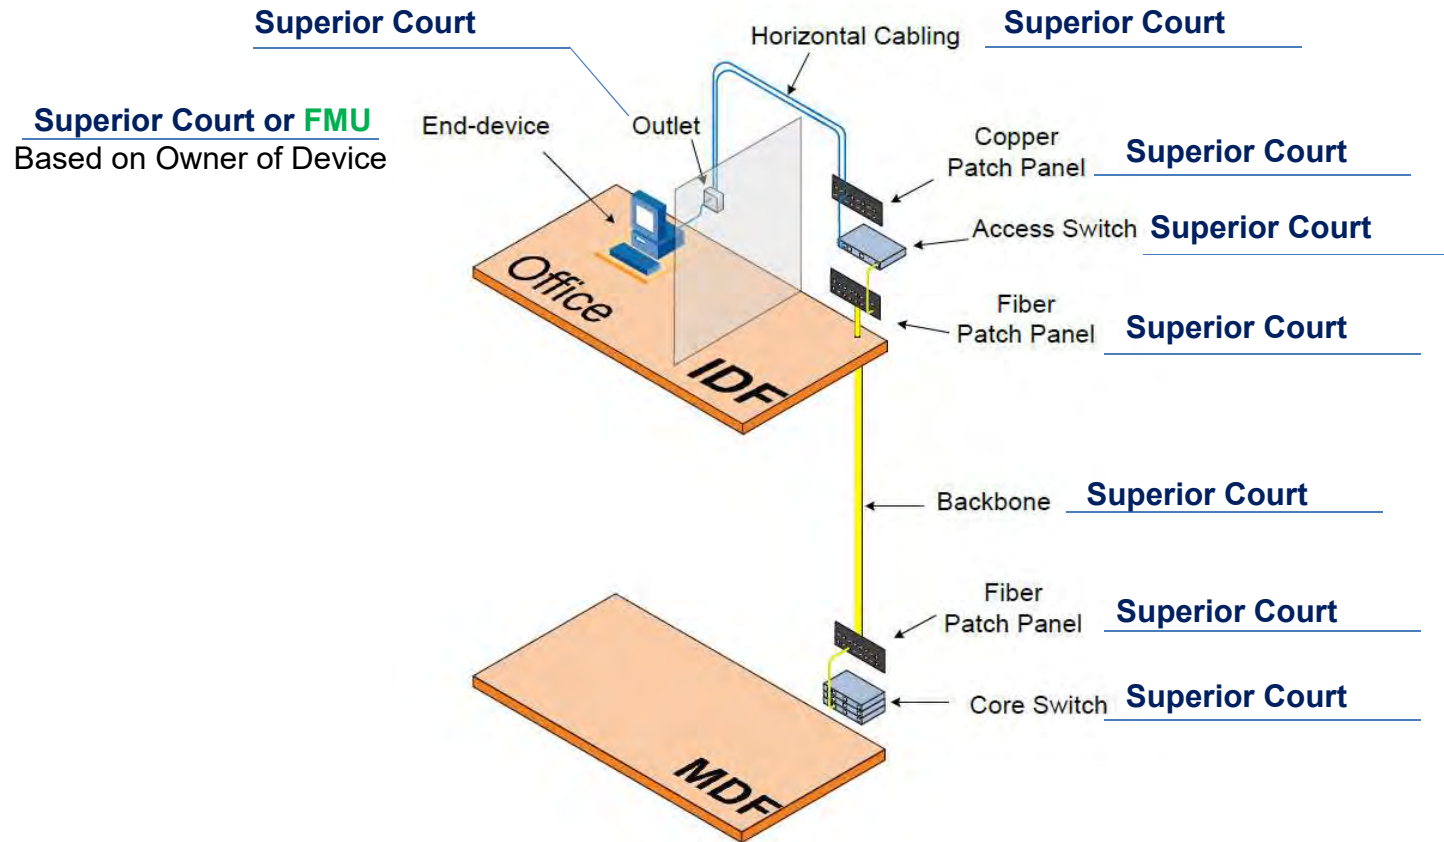 Superior Court
Horizontal Cabling Superior Court
Superior Court or FMU
Based on Owner of Device
End-device
Outlet
Copper
Patch Panel Superior Court
Access Switch Superior Court
Office
IDF
Fiber
Patch Panel Superior Court
Backbone Superior Court
Fiber
Patch Panel Superior Court
Core Switch Superior Court
MDF